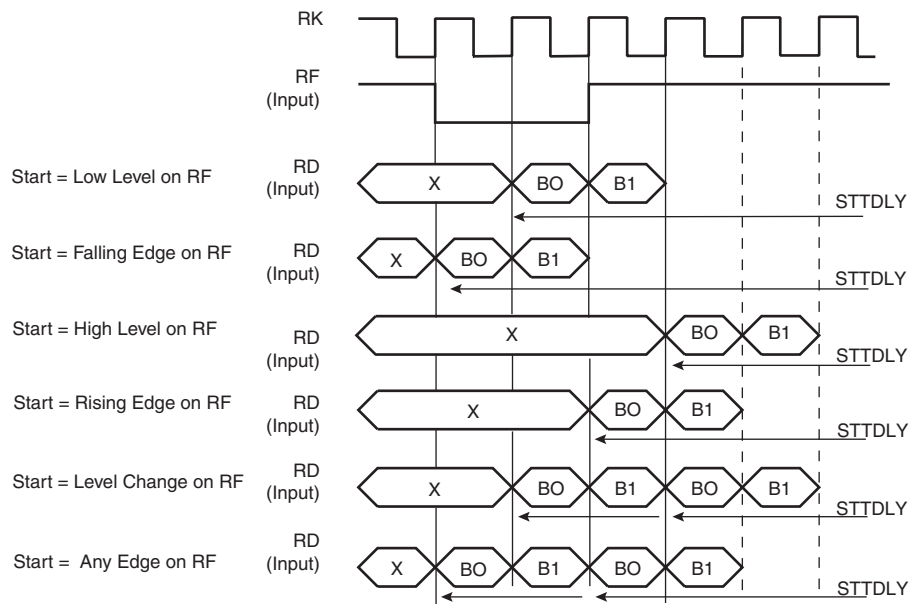 RK
RF
(Input)
Start = Low Level on RF
RD
(Input)
X
BO
B1
STTDLY
Start = Falling Edge on RF
RD
(Input)
X
BO
B1
STTDLY
Start = High Level on RF
RD
(Input)
X
BO
B1
STTDLY
Start = Rising Edge on RF
RD
(Input)
X
BO
B1
STTDLY
Start = Level Change on RF
RD
(Input)
X
BO
B1
BO
B1
STTDLY
Start = Any Edge on RF
RD
(Input)
X
BO
B1
BO
B1
STTDLY